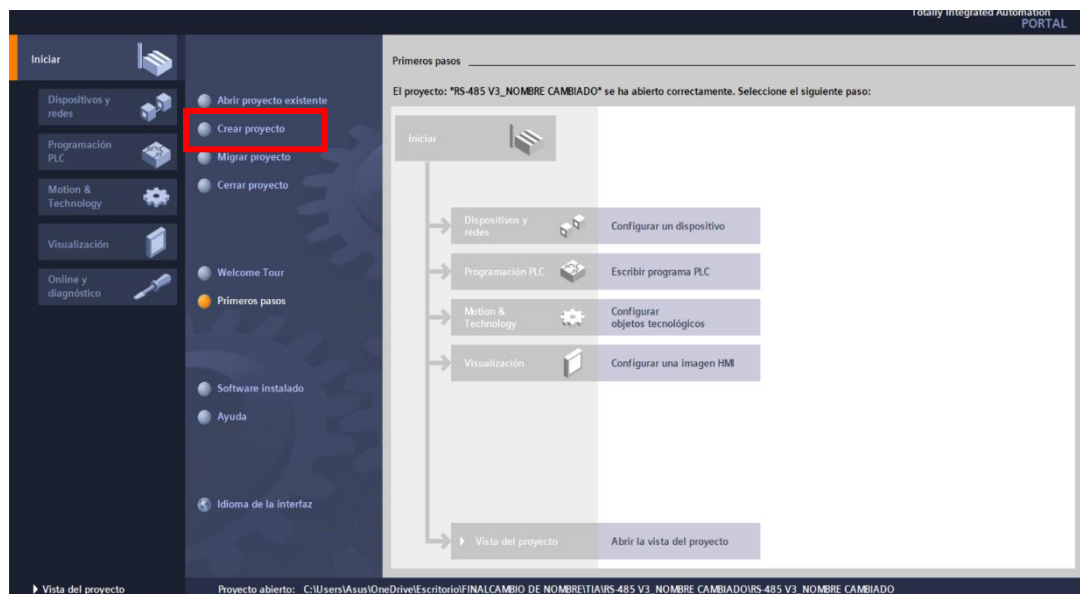 Totally Integrated Automation
PORTAL
Iniciar
Dispositivos y
redes
Programación
PLC
Motion &
Technology
Visualización
Online y
diagnóstico
Abrir proyecto existente
Crear proyecto
Migrar proyecto
Cerrar proyecto
Welcome Tour
Primeros pasos
Software instalado
Ayuda
Idioma de la interfaz
Primeros pasos
El proyecto: "RS-485 V3_NOMBRE CAMBIADO" se ha abierto correctamente. Seleccione el siguiente paso:
Iniciar
Dispositivos y
redes
Configurar un dispositivo
Programación PLC
Escribir programa PLC
Motion &
Technology
Configurar
objetos tecnológicos
Visualización
Configurar una imagen HMI
Vista del proyecto
Abrir la vista del proyecto
Vista del proyecto
Proyecto abierto: C:\Users\Asus\OneDrive\Escritorio\FINALCAMBIO DE NOMBRE\TIA\RS-485 V3_NOMBRE CAMBIADO\RS-485 V3_NOMBRE CAMBIADO